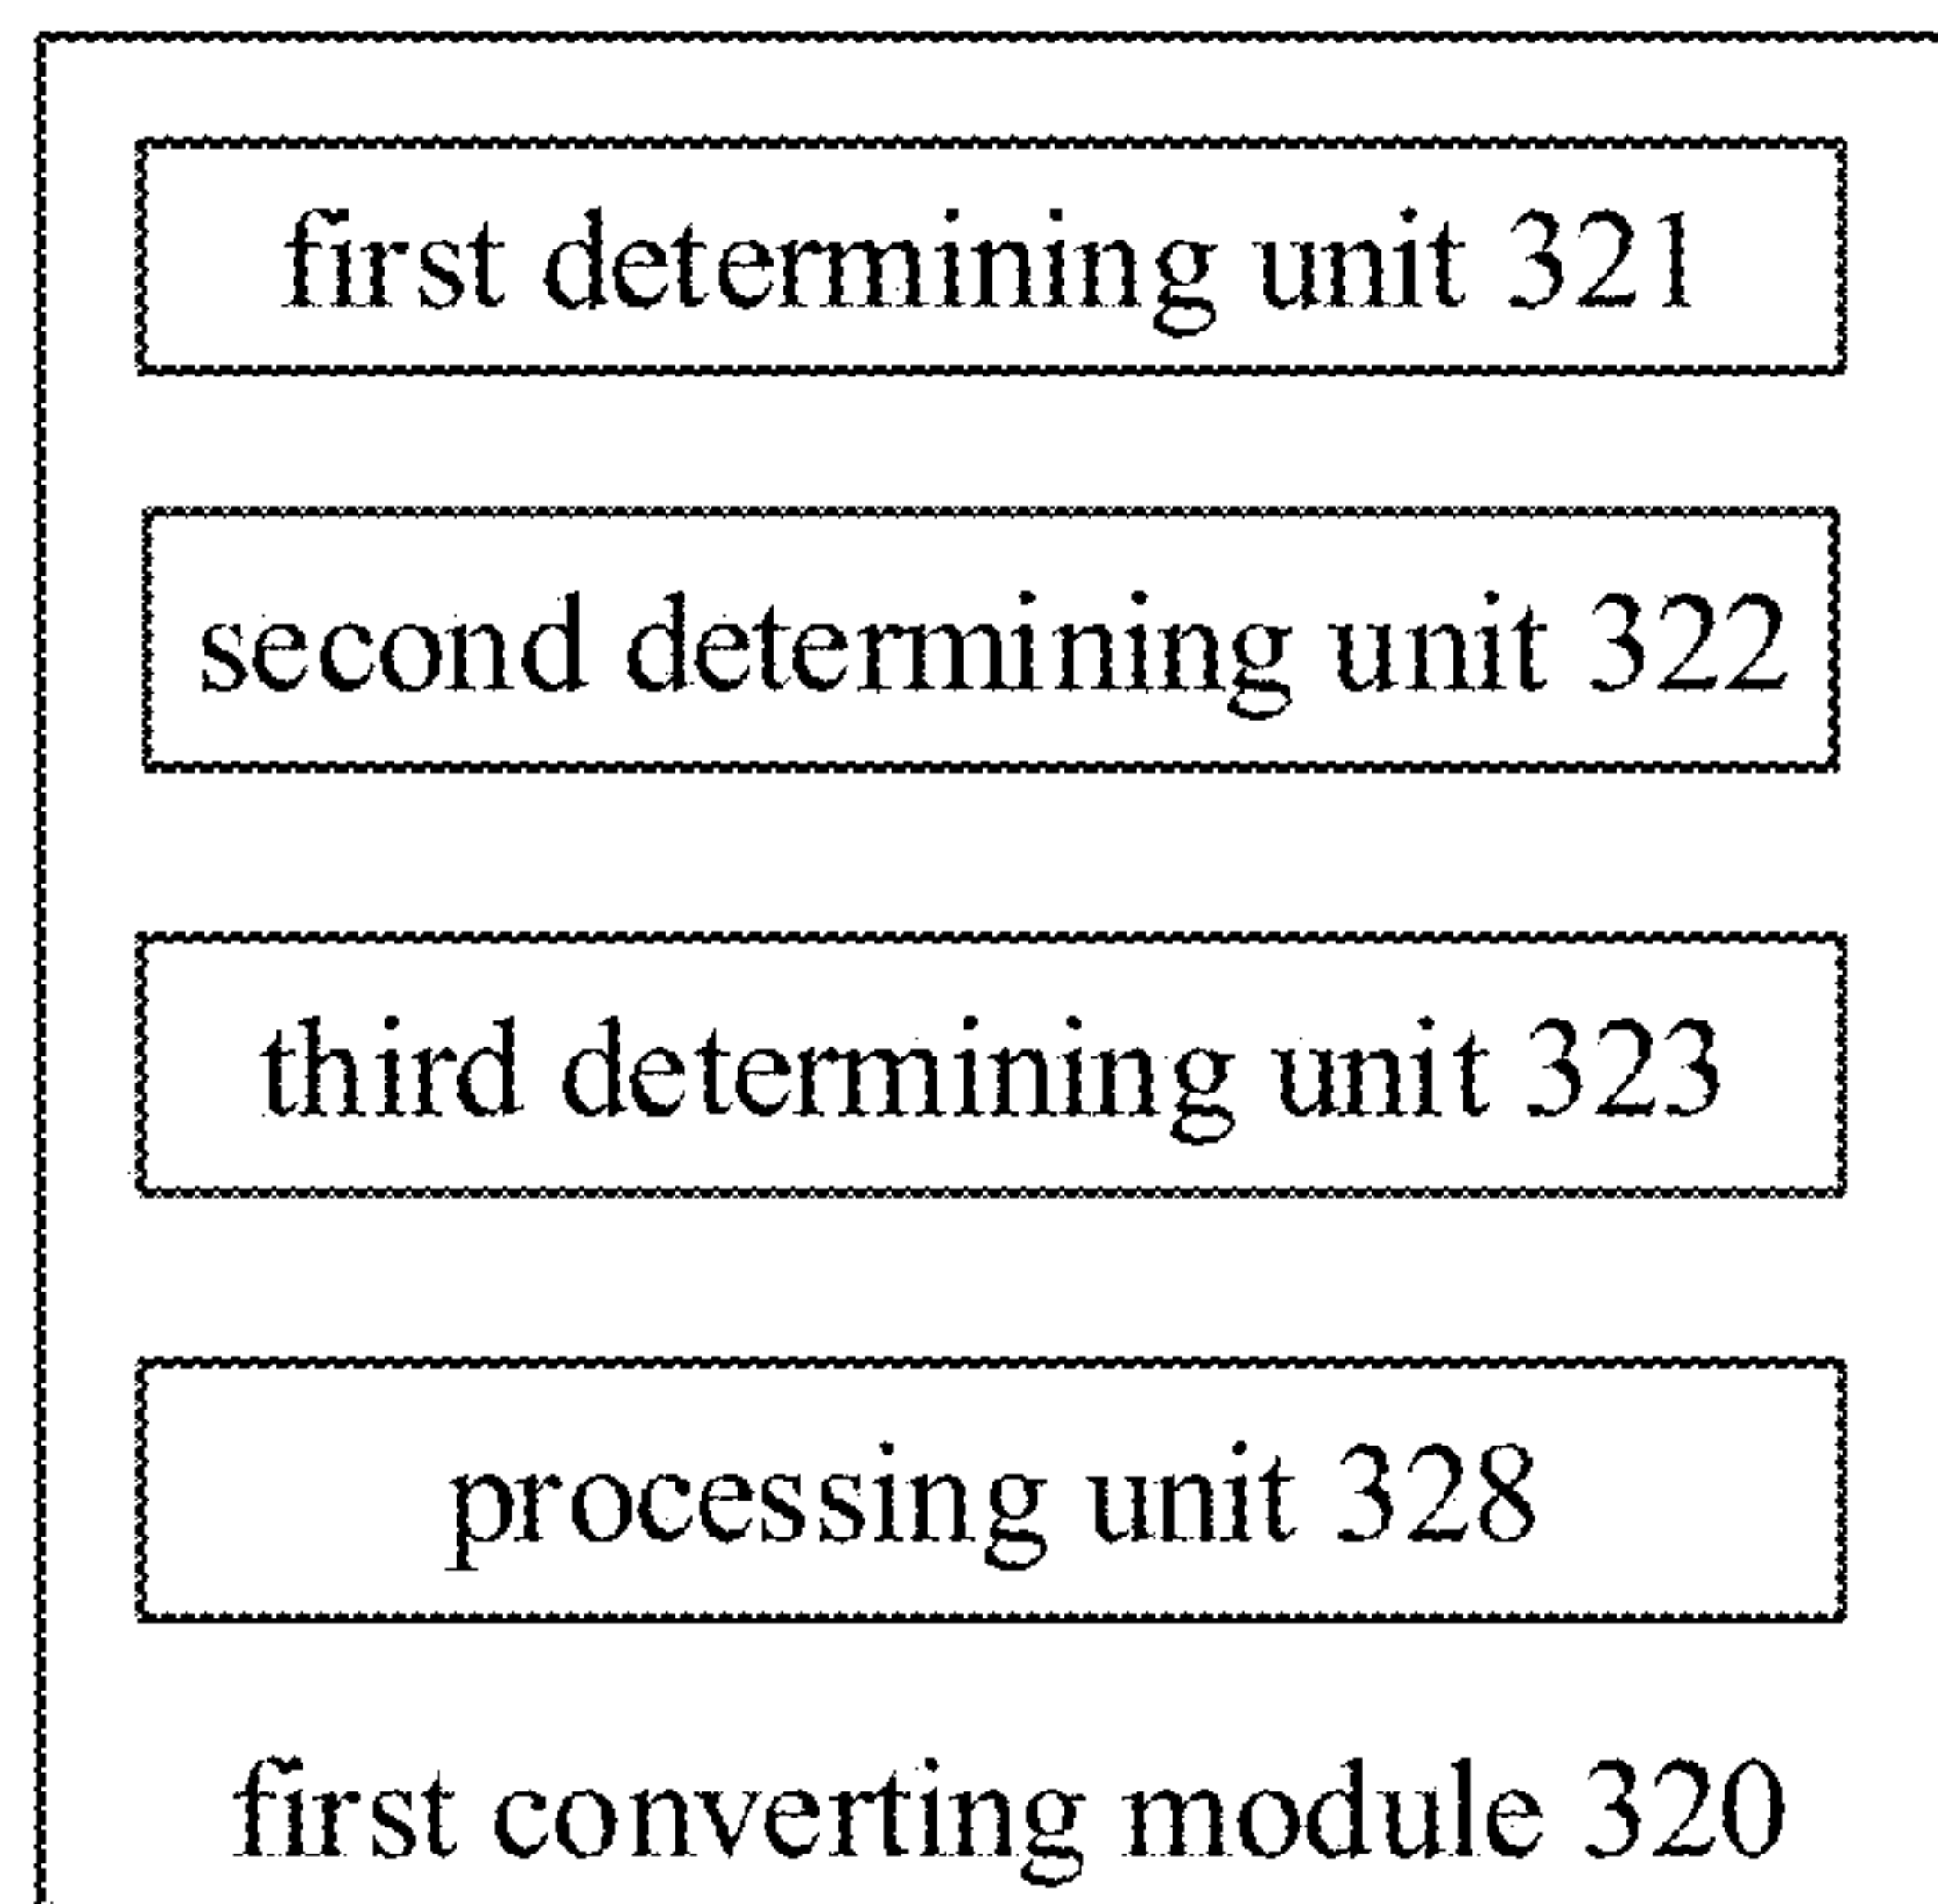 first determining unit 321
second determining unit 322
third determining unit 323
processing unit 328
first converting module 320